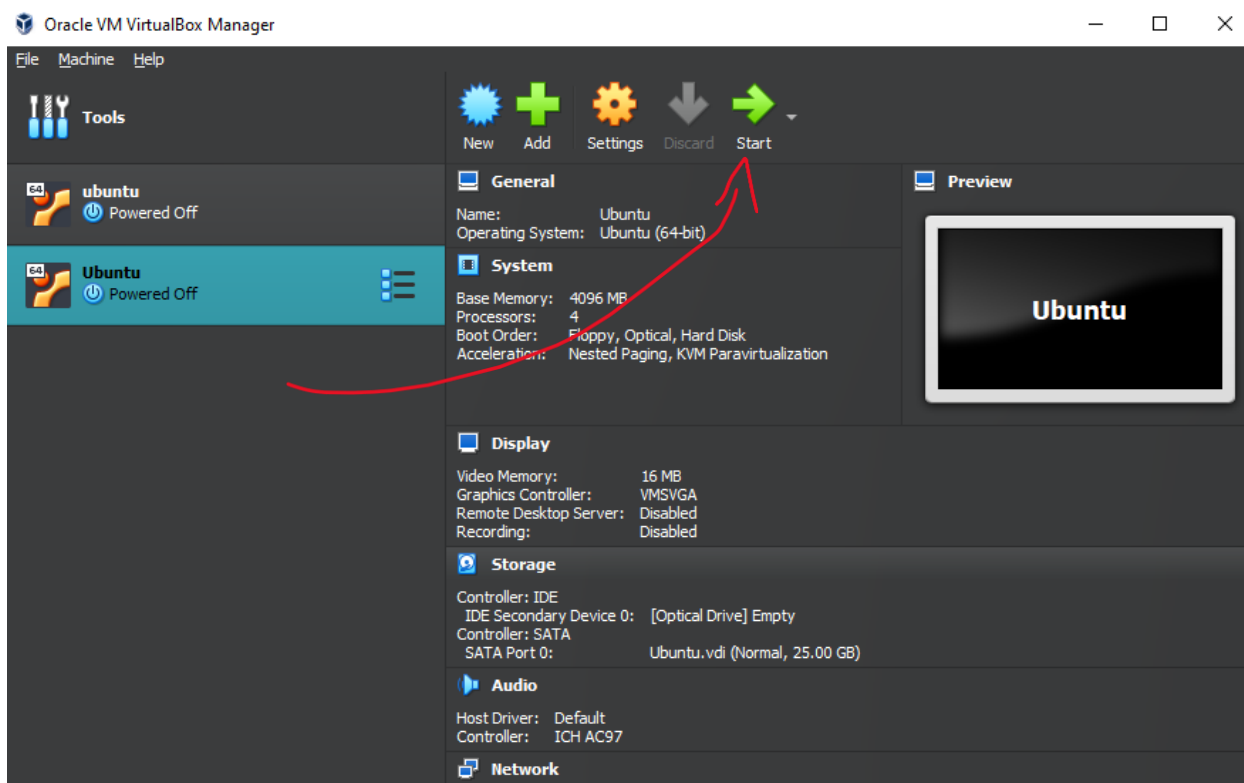 Oracle VM VirtualBox Manager
File Machine Help
Tools
New Add Settings Discard Start
64 ubuntu
Powered Off
64 Ubuntu
Powered Off
General
Name: Ubuntu
Operating System: Ubuntu (64-bit)
System
Base Memory: 4096 MB
Processors: 4
Boot Order: Floppy, Optical, Hard Disk
Acceleration: Nested Paging, KVM Paravirtualization
Preview
Ubuntu
Display
Video Memory: 16 MB
Graphics Controller: VMSVGA
Remote Desktop Server: Disabled
Recording: Disabled
Storage
Controller: IDE
IDE Secondary Device 0: [Optical Drive] Empty
Controller: SATA
SATA Port 0: Ubuntu.vdi (Normal, 25.00 GB)
Audio
Host Driver: Default
Controller: ICH AC97
Network